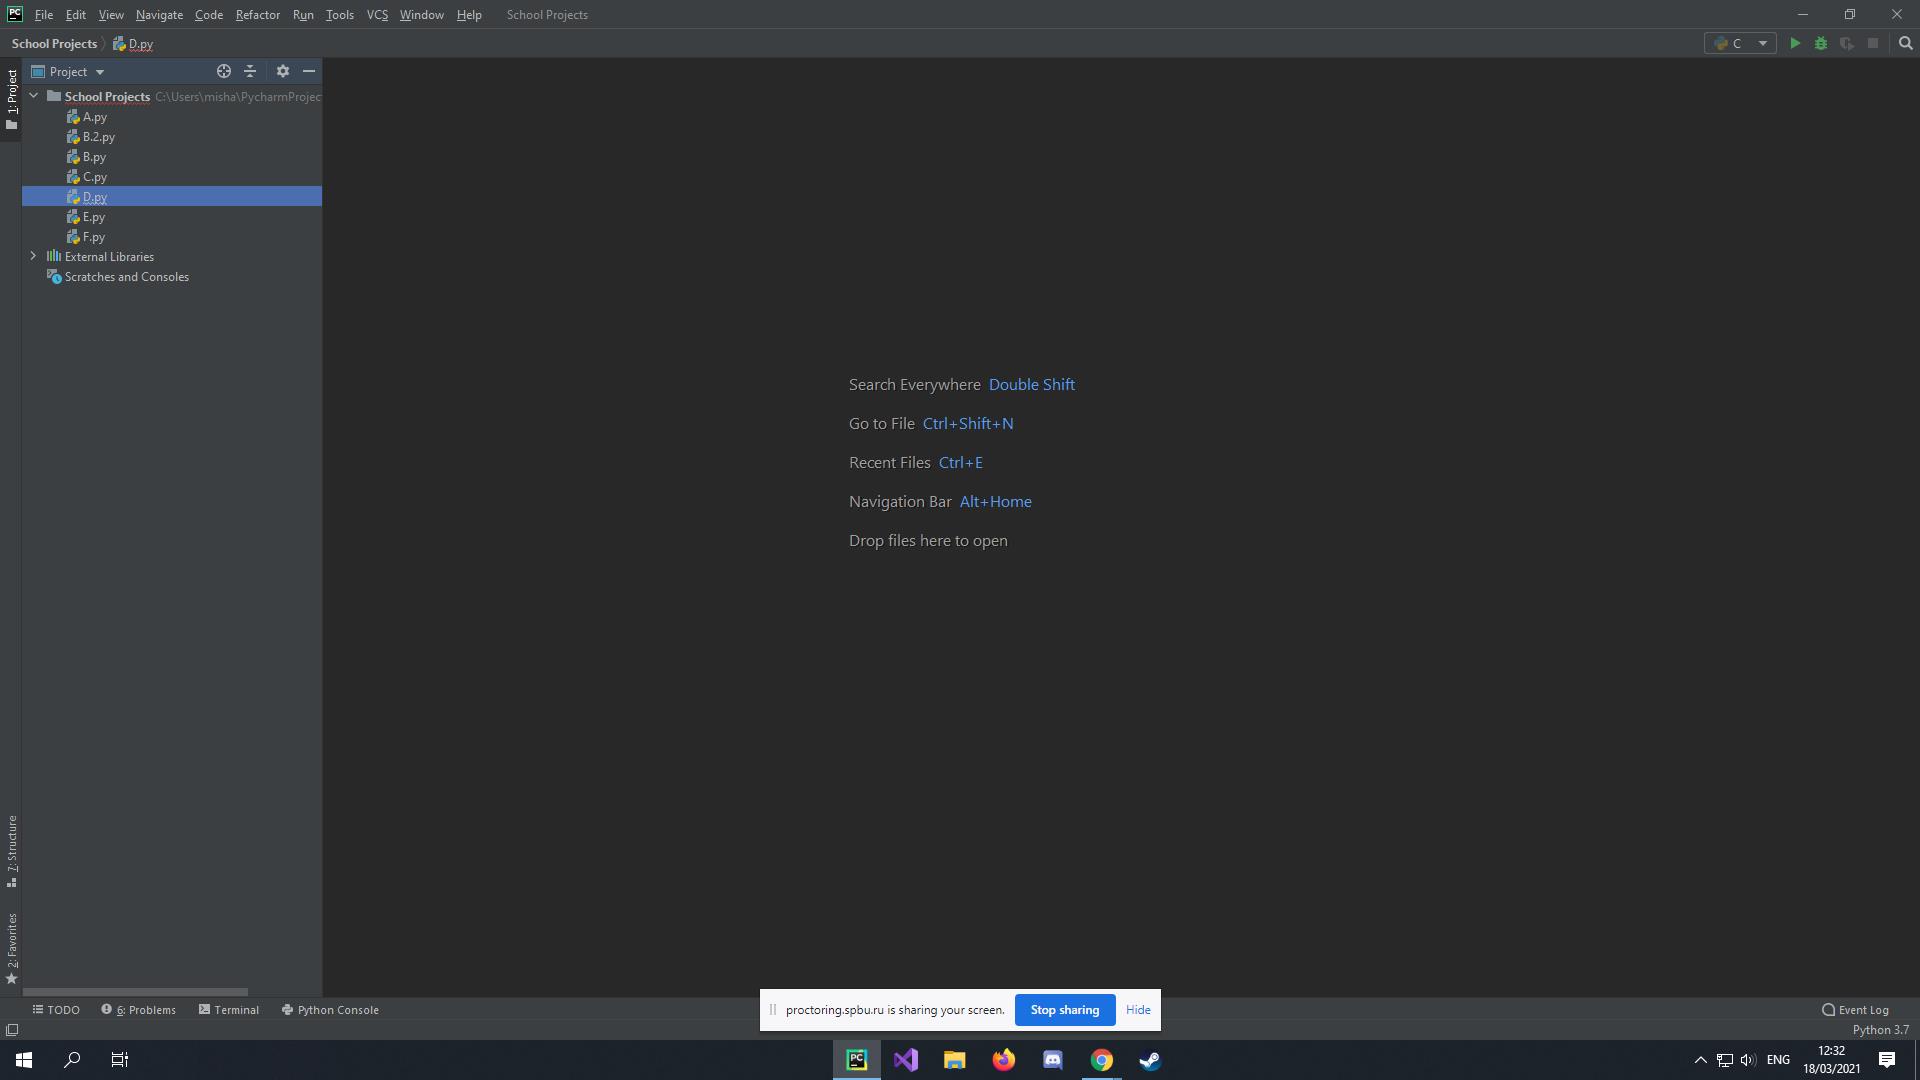 PC File Edit View Navigate Code Refactor Run Tools VCS Window Help School Projects
School Projects D.py
C
Project
1: Project
School Projects C:\Users\misha\PycharmProjec
A.py
B.2.py
B.py
C.py
D.py
E.py
F.py
External Libraries
Scratches and Consoles
Search Everywhere Double Shift
Go to File Ctrl+Shift+N
Recent Files Ctrl+E
Navigation Bar Alt+Home
Drop files here to open
7: Structure
2: Favorites
TODO 6: Problems Terminal Python Console
proctoring.spbu.ru is sharing your screen. Stop sharing Hide
Event Log
Python 3.7
PC
ENG
12:32
18/03/2021